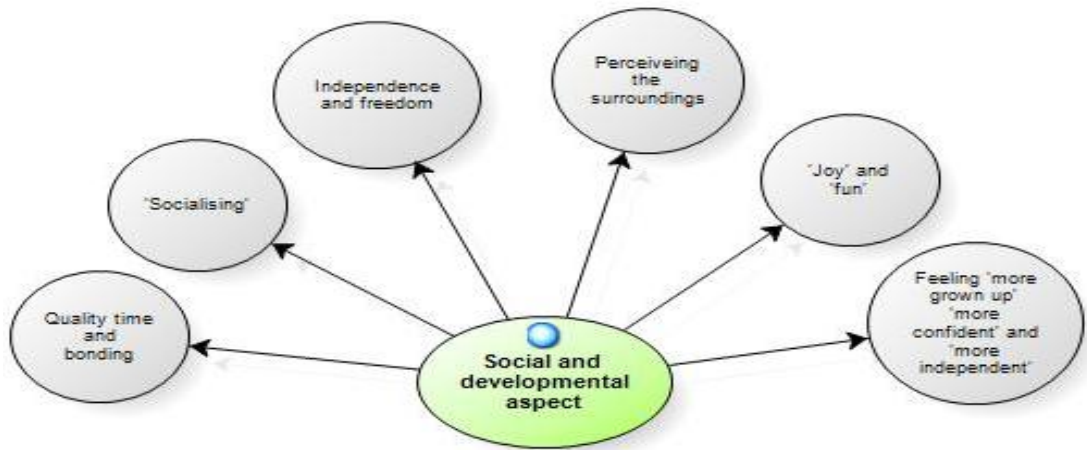 Independence
and freedom
Perceiveing
the
surroundings
"Socialising"
"Joy" and
"fun"
Quality time
and
bonding
Feeling "more
grown up"
"more
confident" and
"more
independent"
Social and
developmental
aspect